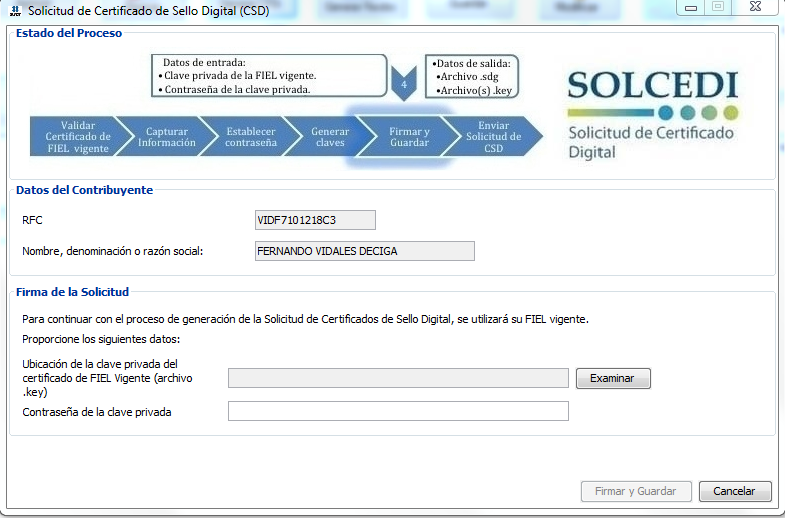 Solicitud de Certificado de Sello Digital (CSD)
Estado del Proceso
Datos de entrada:
•Clave privada de la FIEL vigente.
•Contraseña de la clave privada.
4
•Datos de salida:
•Archivo .sdg
•Archivo(s) .key
Validar
Certificado de
FIEL vigente
Capturar
Información
Establecer
contraseña
Generar
claves
Firmar y
Guardar
Enviar
Solicitud de
CSD
SOLCEDI
Solicitud de Certificado
Digital
Datos del Contribuyente
RFC
VIDF7101218C3
Nombre, denominación o razón social:
FERNANDO VIDALES DECIGA
Firma de la Solicitud
Para continuar con el proceso de generación de la Solicitud de Certificados de Sello Digital, se utilizará su FIEL vigente.
Proporcione los siguientes datos:
Ubicación de la clave privada del
certificado de FIEL Vigente (archivo
.key)
Examinar
Contraseña de la clave privada
Firmar y Guardar
Cancelar